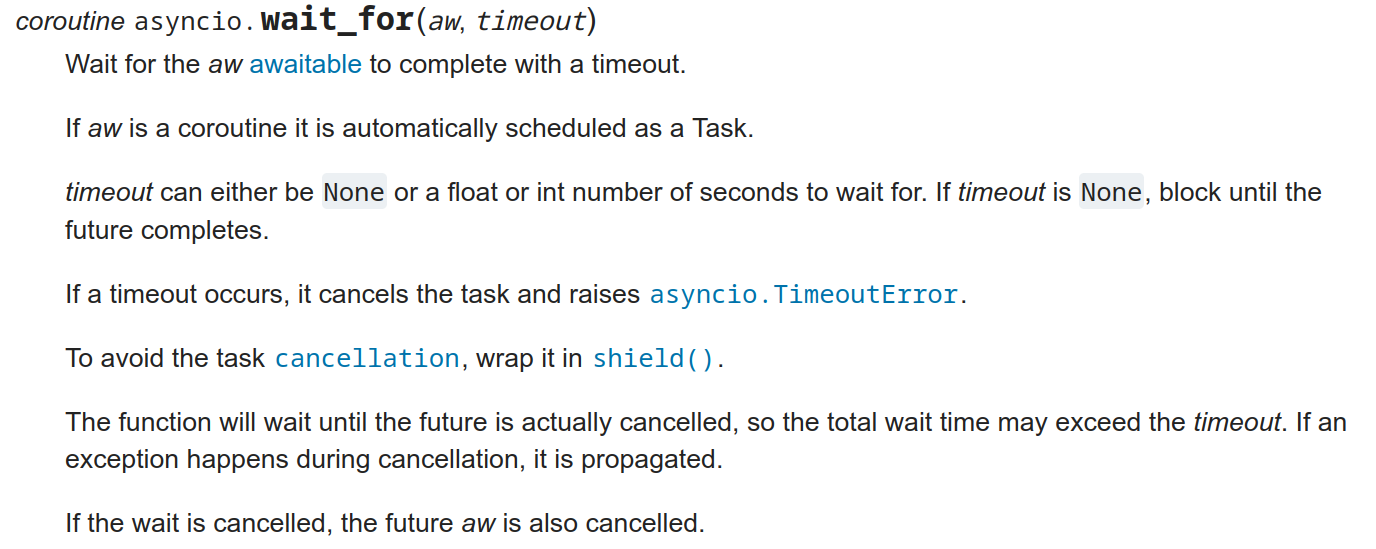 coroutine asyncio.wait_for(aw, timeout)
Wait for the aw awaitable to complete with a timeout.
If aw is a coroutine it is automatically scheduled as a Task.
timeout can either be None or a float or int number of seconds to wait for. If timeout is None, block until the
future completes.
If a timeout occurs, it cancels the task and raises asyncio.TimeoutError.
To avoid the task cancellation, wrap it in shield().
The function will wait until the future is actually cancelled, so the total wait time may exceed the timeout. If an
exception happens during cancellation, it is propagated.
If the wait is cancelled, the future aw is also cancelled.